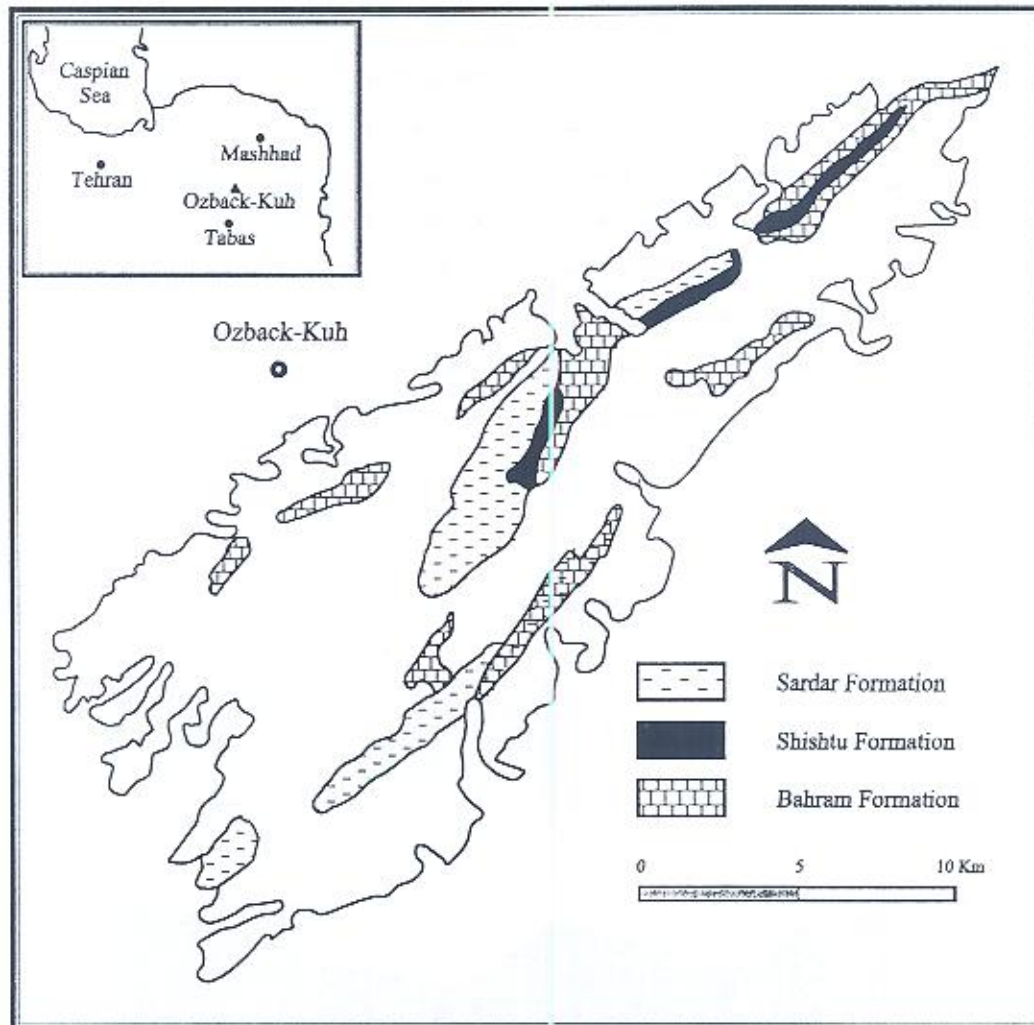 Caspian
Sea
Mashhad
Tehran
Ozback-Kuh
Tabas
Ozback-Kuh
N
Sardar Formation
Shishtu Formation
Bahram Formation
0 5 10 Km